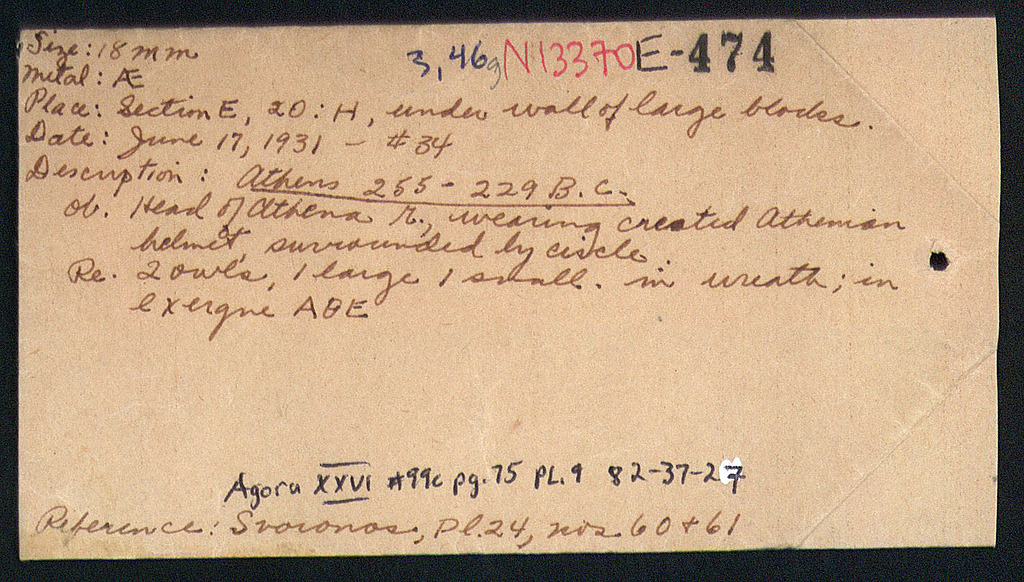 Size: 18 mm
3,46g N13370 E-474
Metal: Æ
Place: Section E, 20 : H, under wall of large blocks.
Date: June 17, 1931 – #34
Description: Athens 255 - 229 B.C.
Ob. Head of Athena r., wearing crested Athenian
helmet, surrounded by circle.
Re. 2 owls, 1 large 1 small. in wreath; in
exergue AΘE
Agora XXVI #99c pg.75 PL.9 82-37-27
Reference: Svoronos, Pl.24, nos 60 + 61